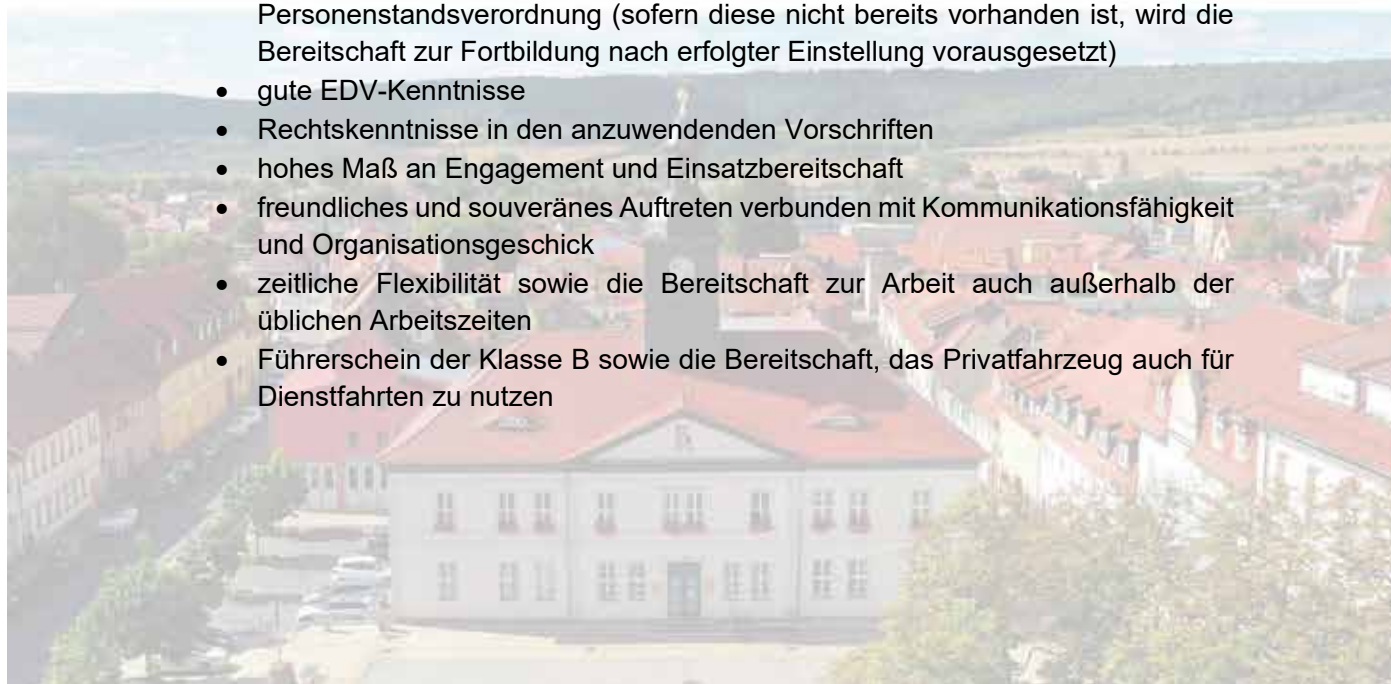 Personenstandsverordnung (sofern diese nicht bereits vorhanden ist, wird die
Bereitschaft zur Fortbildung nach erfolgter Einstellung vorausgesetzt)
• gute EDV-Kenntnisse
• Rechtskenntnisse in den anzuwendenden Vorschriften
• hohes Maß an Engagement und Einsatzbereitschaft
• freundliches und souveränes Auftreten verbunden mit Kommunikationsfähigkeit
und Organisationsgeschick
• zeitliche Flexibilität sowie die Bereitschaft zur Arbeit auch außerhalb der
üblichen Arbeitszeiten
• Führerschein der Klasse B sowie die Bereitschaft, das Privatfahrzeug auch für
Dienstfahrten zu nutzen